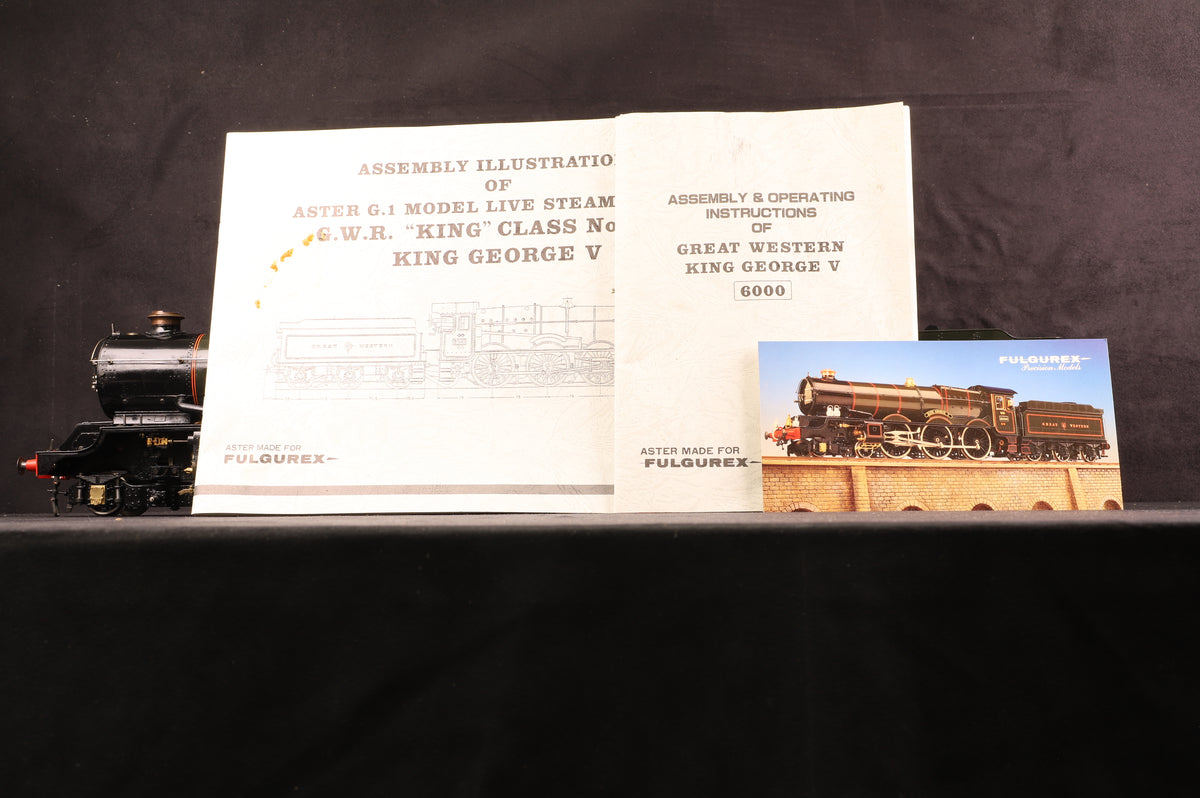 ASSEMBLY ILLUSTRATIO
OF
ASTER G.1 MODEL LIVE STEAM
G.W.R. "KING" CLASS No
KING GEORGE V
GREAT WESTERN
ASTER MADE FOR
FULGUREX
ASSEMBLY & OPERATING
INSTRUCTIONS
OF
GREAT WESTERN
KING GEORGE V
6000
ASTER MADE FOR
FULGUREX
FULGUREX
Precision Models
GREAT WESTERN